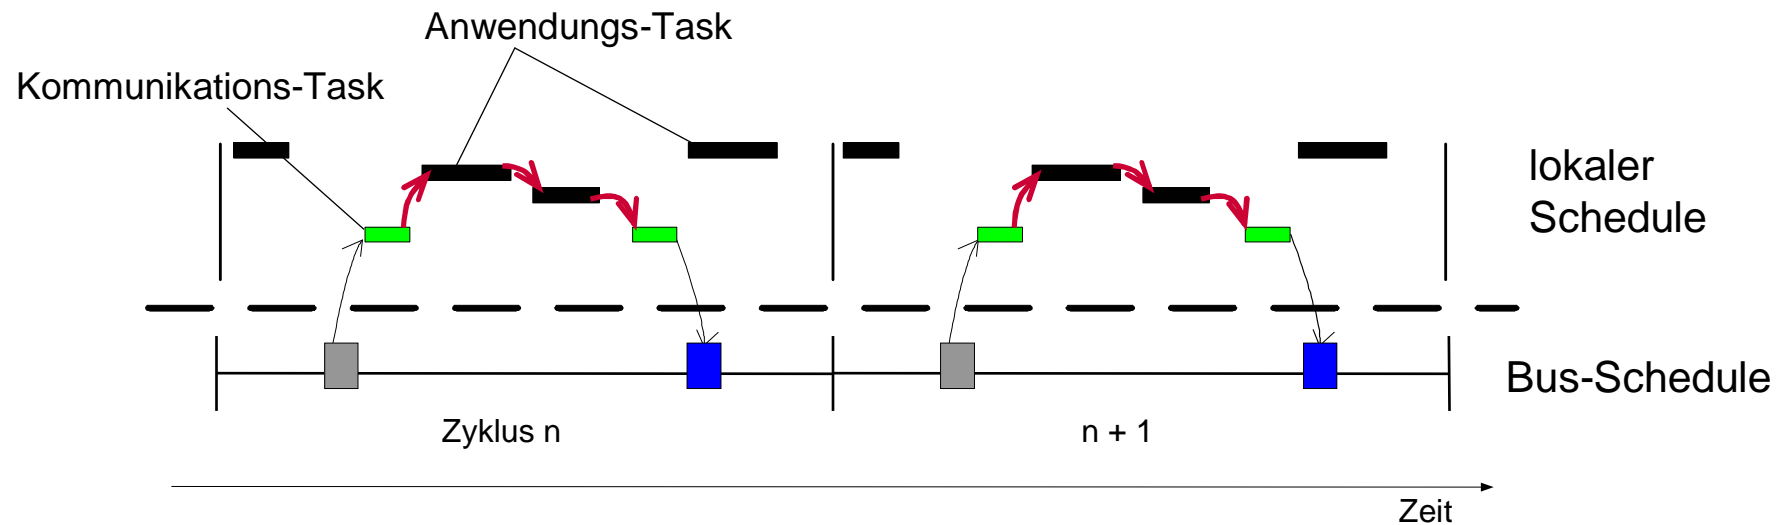 Anwendungs-Task
Kommunikations-Task
lokaler
Schedule
Bus-Schedule
Zyklus n
n + 1
Zeit